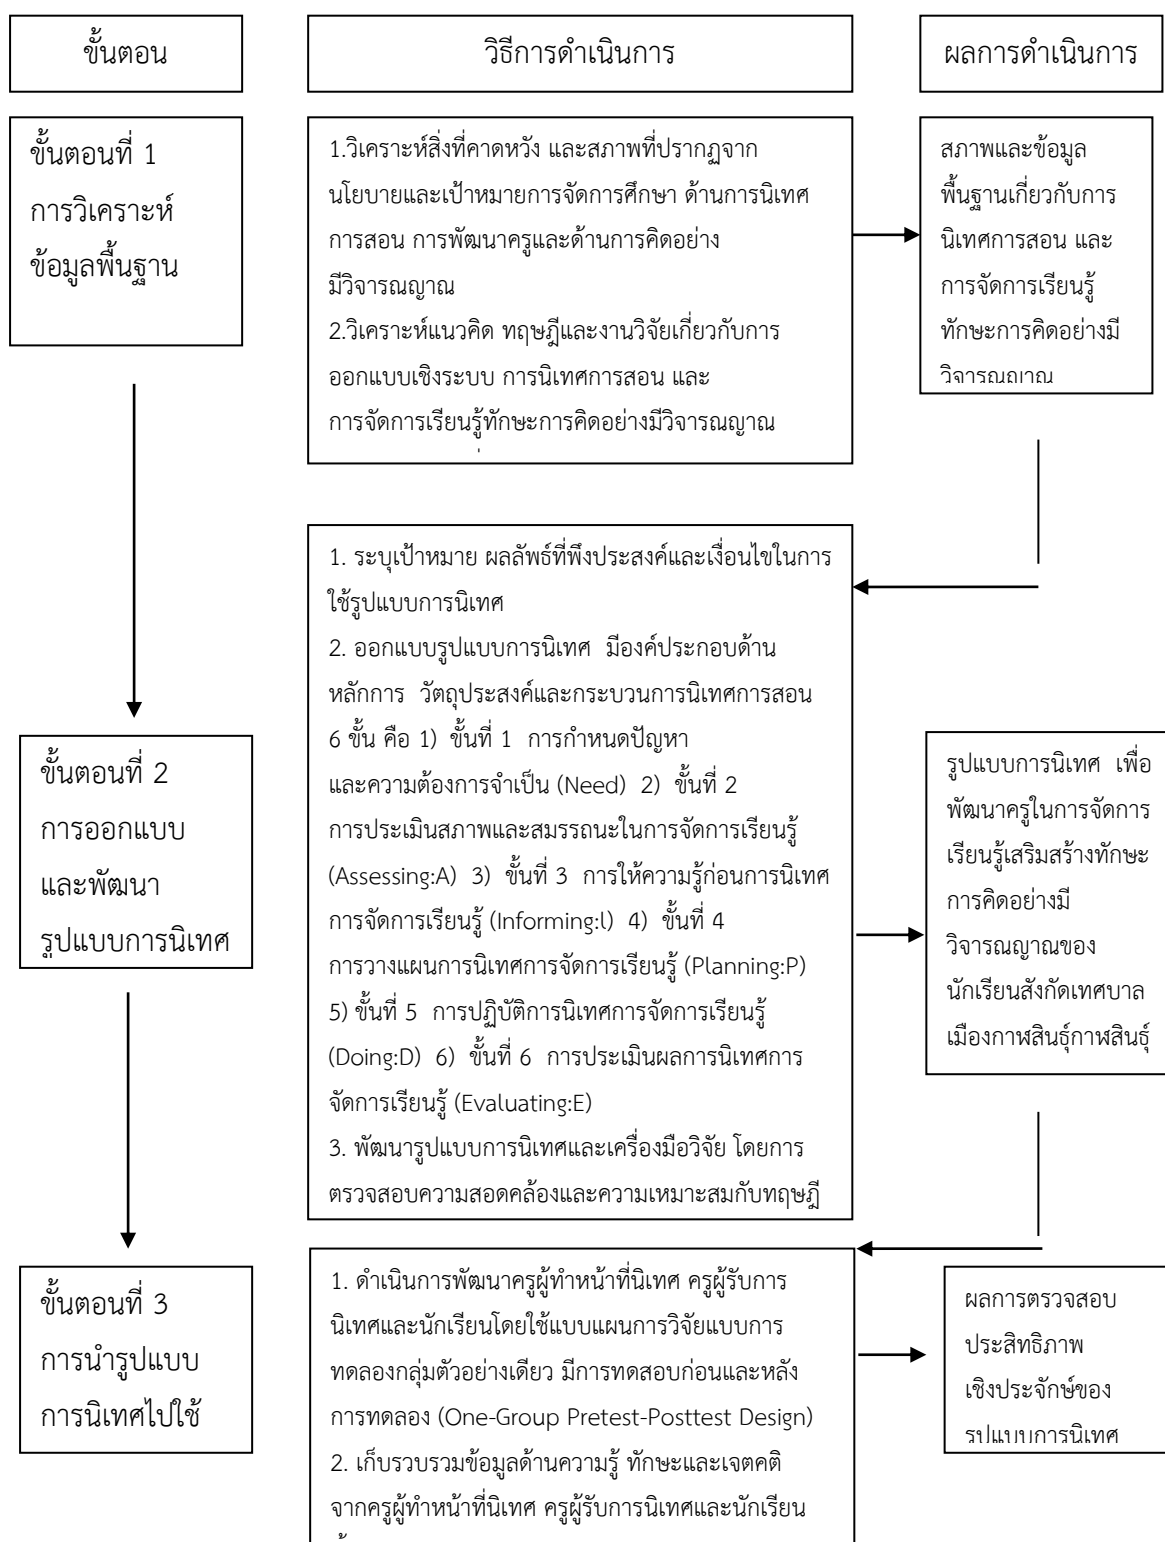 ขั้นตอน
วิธีการดำเนินการ
ผลการดำเนินการ
ขั้นตอนที่ 1
การวิเคราะห์
ข้อมูลพื้นฐาน
1.วิเคราะห์สิ่งที่คาดหวัง และสภาพที่ปรากฏจาก
นโยบายและเป้าหมายการจัดการศึกษา ด้านการนิเทศ
การสอน การพัฒนาครูและด้านการคิดอย่าง
มีวิจารณญาณ
2.วิเคราะห์แนวคิด ทฤษฎีและงานวิจัยเกี่ยวกับการ
ออกแบบเชิงระบบ การนิเทศการสอน และ
การจัดการเรียนรู้ทักษะการคิดอย่างมีวิจารณญาณ
สภาพและข้อมูล
พื้นฐานเกี่ยวกับการ
นิเทศการสอน และ
การจัดการเรียนรู้
ทักษะการคิดอย่างมี
วิจารณญาณ
1. ระบุเป้าหมาย ผลลัพธ์ที่พึงประสงค์และเงื่อนไขในการ
ใช้รูปแบบการนิเทศ
2. ออกแบบรูปแบบการนิเทศ  มีองค์ประกอบด้าน
หลักการ  วัตถุประสงค์และกระบวนการนิเทศการสอน
6 ขั้น คือ 1)  ขั้นที่ 1  การกำหนดปัญหา
และความต้องการจำเป็น (Need)  2)  ขั้นที่ 2
การประเมินสภาพและสมรรถนะในการจัดการเรียนรู้
(Assessing:A)  3)  ขั้นที่ 3  การให้ความรู้ก่อนการนิเทศ
การจัดการเรียนรู้ (Informing:l)  4)  ขั้นที่ 4
การวางแผนการนิเทศการจัดการเรียนรู้ (Planning:P)
5) ขั้นที่ 5  การปฏิบัติการนิเทศการจัดการเรียนรู้
(Doing:D)  6)  ขั้นที่ 6  การประเมินผลการนิเทศการ
จัดการเรียนรู้ (Evaluating:E)
3. พัฒนารูปแบบการนิเทศและเครื่องมือวิจัย โดยการ
ตรวจสอบความสอดคล้องและความเหมาะสมกับทฤษฎี
ขั้นตอนที่ 2
การออกแบบ
และพัฒนา
รูปแบบการนิเทศ
รูปแบบการนิเทศ  เพื่อ
พัฒนาครูในการจัดการ
เรียนรู้เสริมสร้างทักษะ
การคิดอย่างมี
วิจารณญาณของ
นักเรียนสังกัดเทศบาล
เมืองกาฬสินธุ์กาฬสินธุ์
ขั้นตอนที่ 3
การนำรูปแบบ
การนิเทศไปใช้
1. ดำเนินการพัฒนาครูผู้ทำหน้าที่นิเทศ ครูผู้รับการ
นิเทศและนักเรียนโดยใช้แบบแผนการวิจัยแบบการ
ทดลองกลุ่มตัวอย่างเดียว มีการทดสอบก่อนและหลัง
การทดลอง (One-Group Pretest-Posttest Design)
2. เก็บรวบรวมข้อมูลด้านความรู้ ทักษะและเจตคติ
จากครูผู้ทำหน้าที่นิเทศ ครูผู้รับการนิเทศและนักเรียน
ผลการตรวจสอบ
ประสิทธิภาพ
เชิงประจักษ์ของ
รูปแบบการนิเทศ